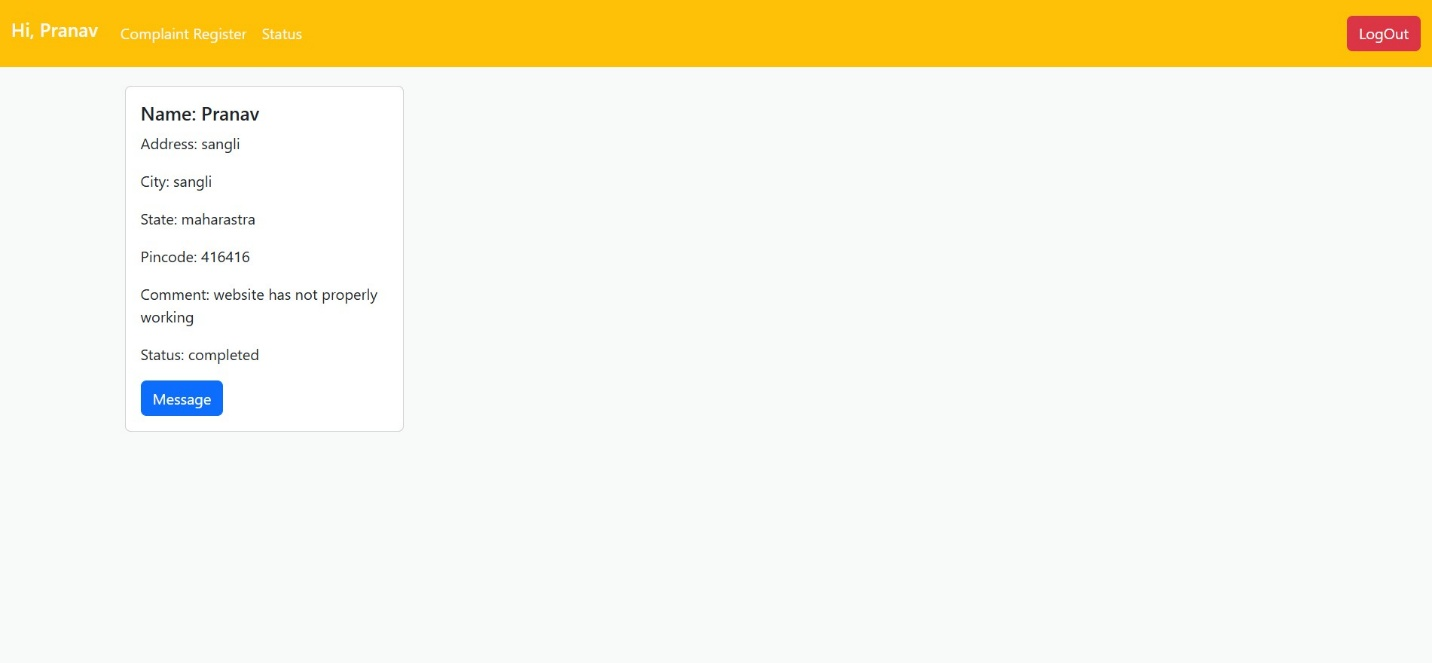 Hi, Pranav
Complaint Register
Status
LogOut
Name: Pranav
Address: sangli
City: sangli
State: maharastra
Pincode: 416416
Comment: website has not properly
working
Status: completed
Message